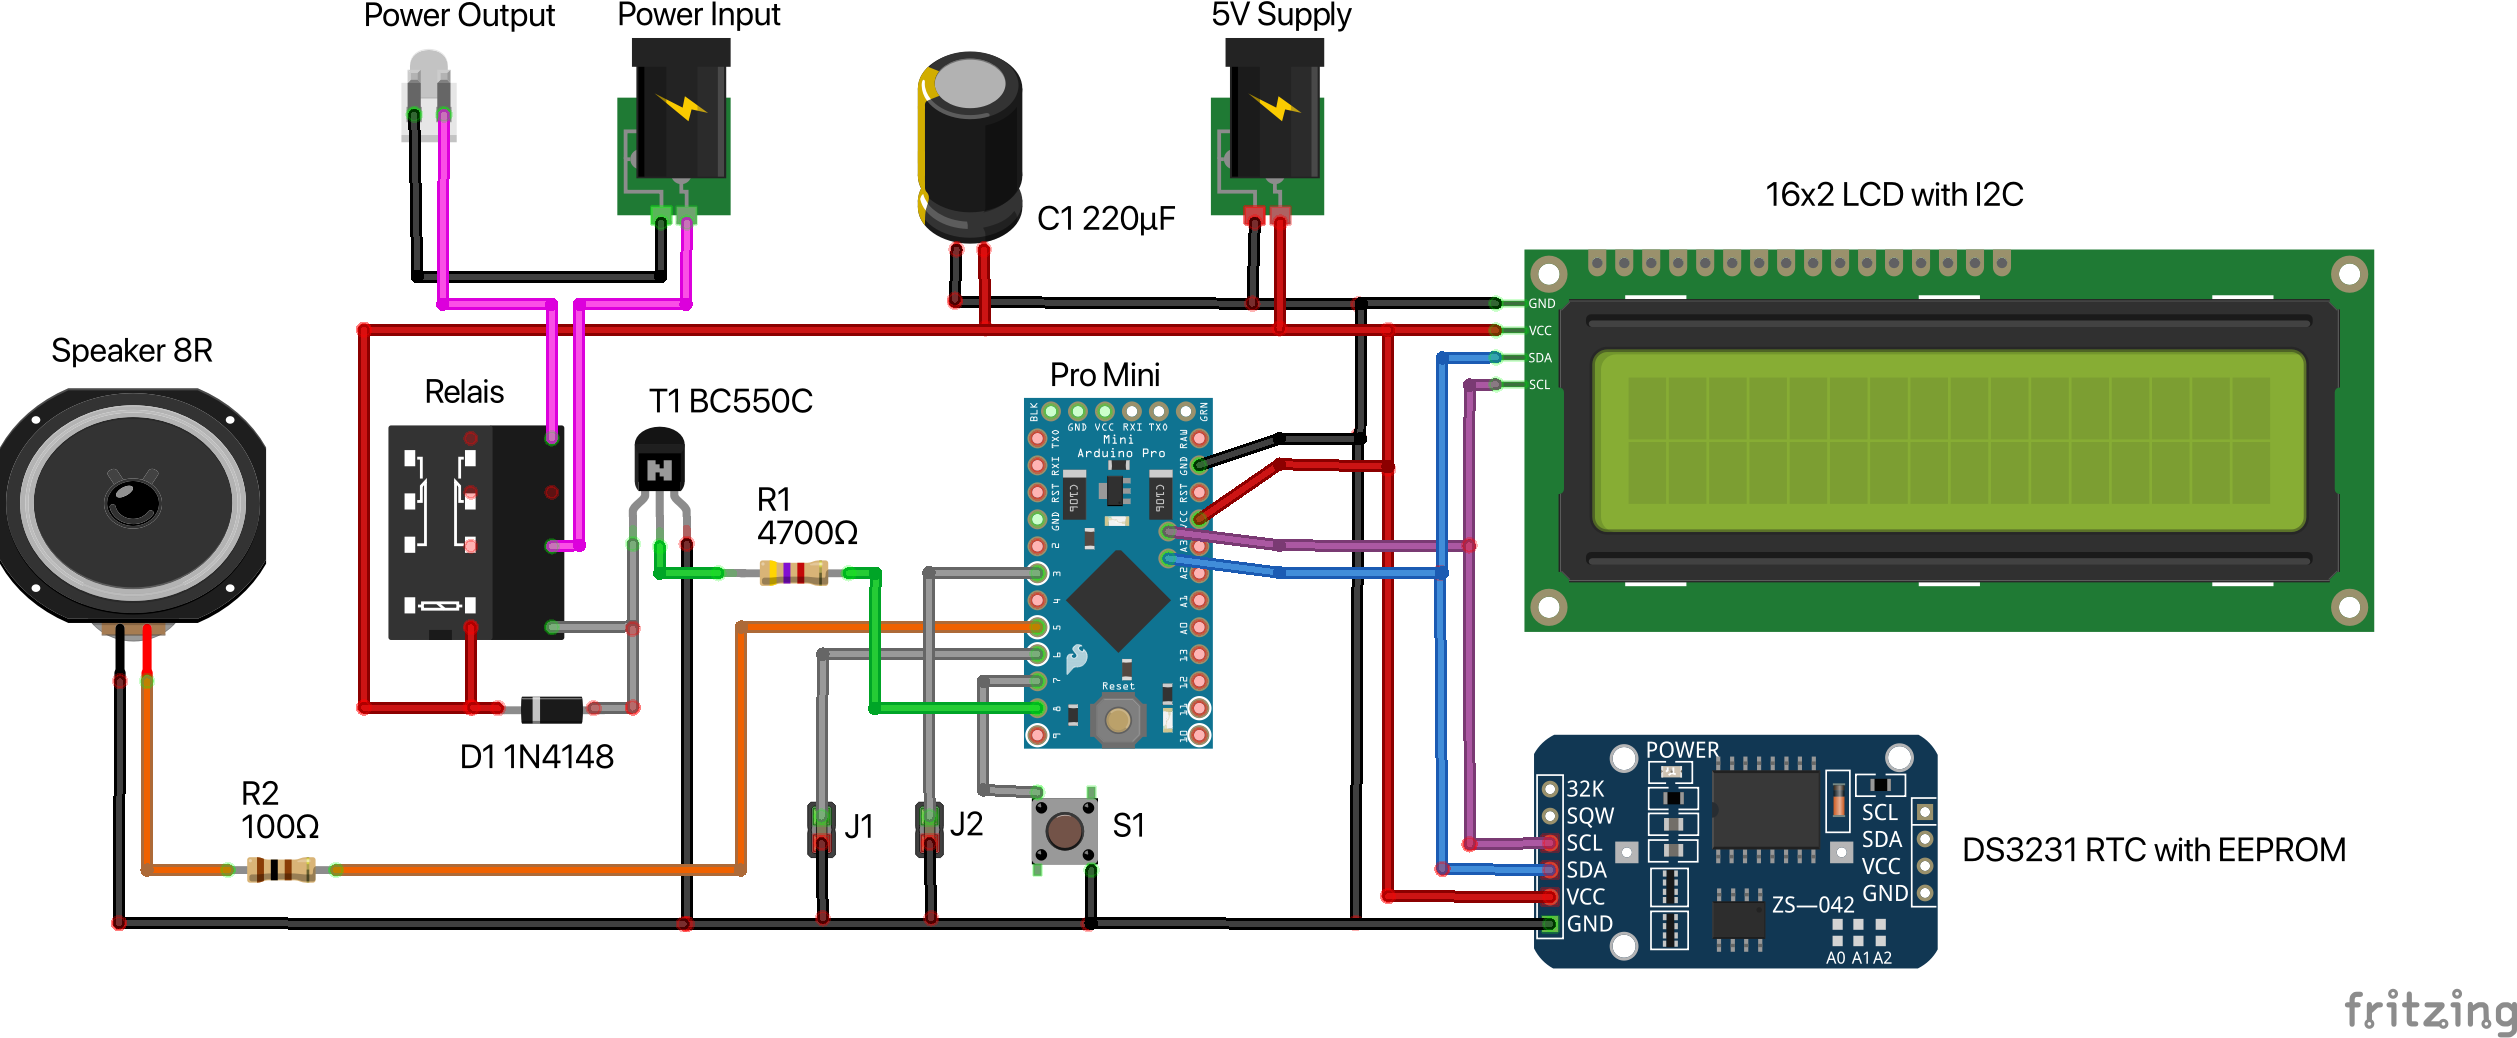 Power Output
Power Input
5V Supply
C1 220µF
16x2 LCD with I2C
GND
VCC
SDA
SCL
Speaker 8R
Relais
T1 BC550C
N
R1
4700Ω
Pro Mini
BLK
GND VCC RXI TXO
GRN
Mini
Arduino Pro
TXO
RXI
RST
GND
2
3
4
5
6
7
8
9
RAW
GND
RST
VCC
A3
A2
A1
A0
13
12
11
10
Reset
D1 1N4148
R2
100Ω
J1
J2
S1
POWER
32K
SQW
SCL
SDA
VCC
GND
SCL
SDA
VCC
GND
ZS—042
A0 A1 A2
DS3231 RTC with EEPROM
fritzing